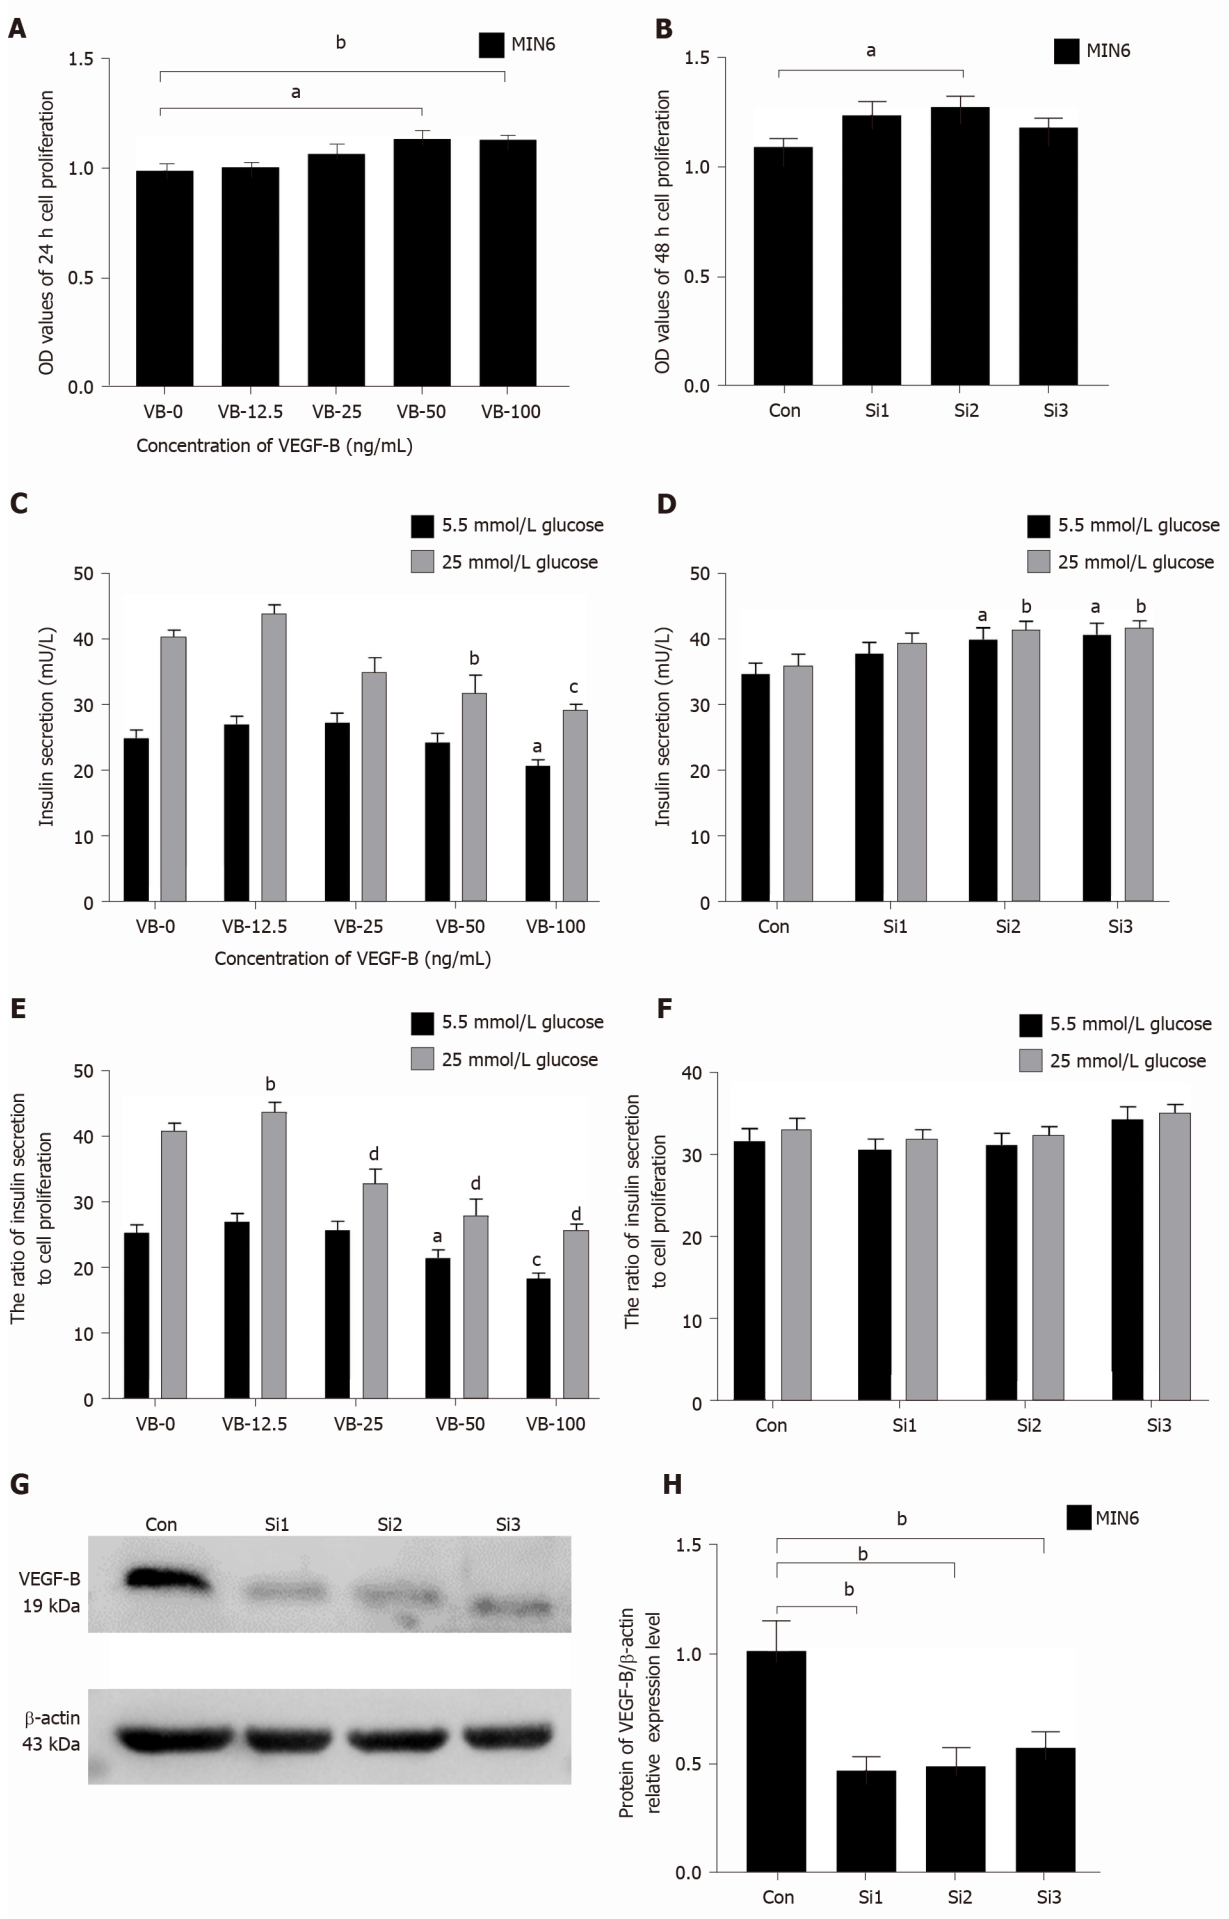 A
b
MIN6
a
OD values of 24 h cell proliferation
1.5
1.0
0.5
0.0
VB-0 VB-12.5 VB-25 VB-50 VB-100
Concentration of VEGF-B (ng/mL)
B
a
MIN6
OD values of 48 h cell proliferation
1.5
1.0
0.5
0.0
Con Si1 Si2 Si3
C
5.5 mmol/L glucose
25 mmol/L glucose
Insulin secretion (mU/L)
50
40
30
20
10
0
b
c
a
VB-0 VB-12.5 VB-25 VB-50 VB-100
Concentration of VEGF-B (ng/mL)
D
5.5 mmol/L glucose
25 mmol/L glucose
Insulin secretion (mU/L)
50
40
30
20
10
0
a b a b
Con Si1 Si2 Si3
E
5.5 mmol/L glucose
25 mmol/L glucose
The ratio of insulin secretion
to cell proliferation
50
40
30
20
10
0
b
d
d
a
d
c
VB-0 VB-12.5 VB-25 VB-50 VB-100
F
5.5 mmol/L glucose
25 mmol/L glucose
The ratio of insulin secretion
to cell proliferation
40
30
20
10
0
Con Si1 Si2 Si3
G
Con Si1 Si2 Si3
VEGF-B
19 kDa
β-actin
43 kDa
H
MIN6
b
b
b
Protein of VEGF-B/β-actin
relative expression level
1.5
1.0
0.5
0.0
Con Si1 Si2 Si3